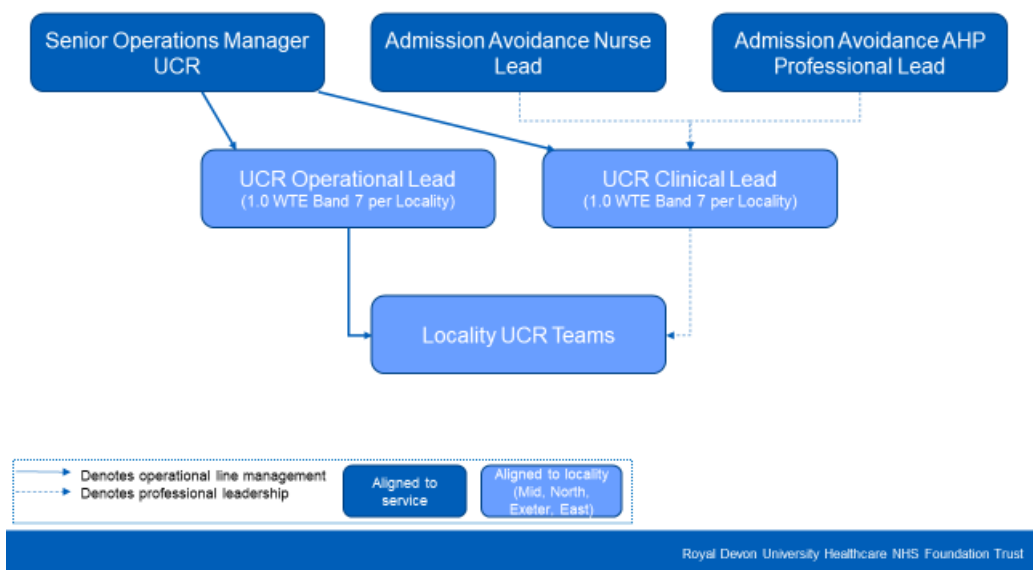 Senior Operations Manager
UCR
Admission Avoidance Nurse
Lead
Admission Avoidance AHP
Professional Lead
UCR Operational Lead
(1.0 WTE Band 7 per Locality)
UCR Clinical Lead
(1.0 WTE Band 7 per Locality)
Locality UCR Teams
Denotes operational line management
Denotes professional leadership
Aligned to
service
Aligned to locality
(Mid, North,
Exeter, East)
Royal Devon University Healthcare NHS Foundation Trust